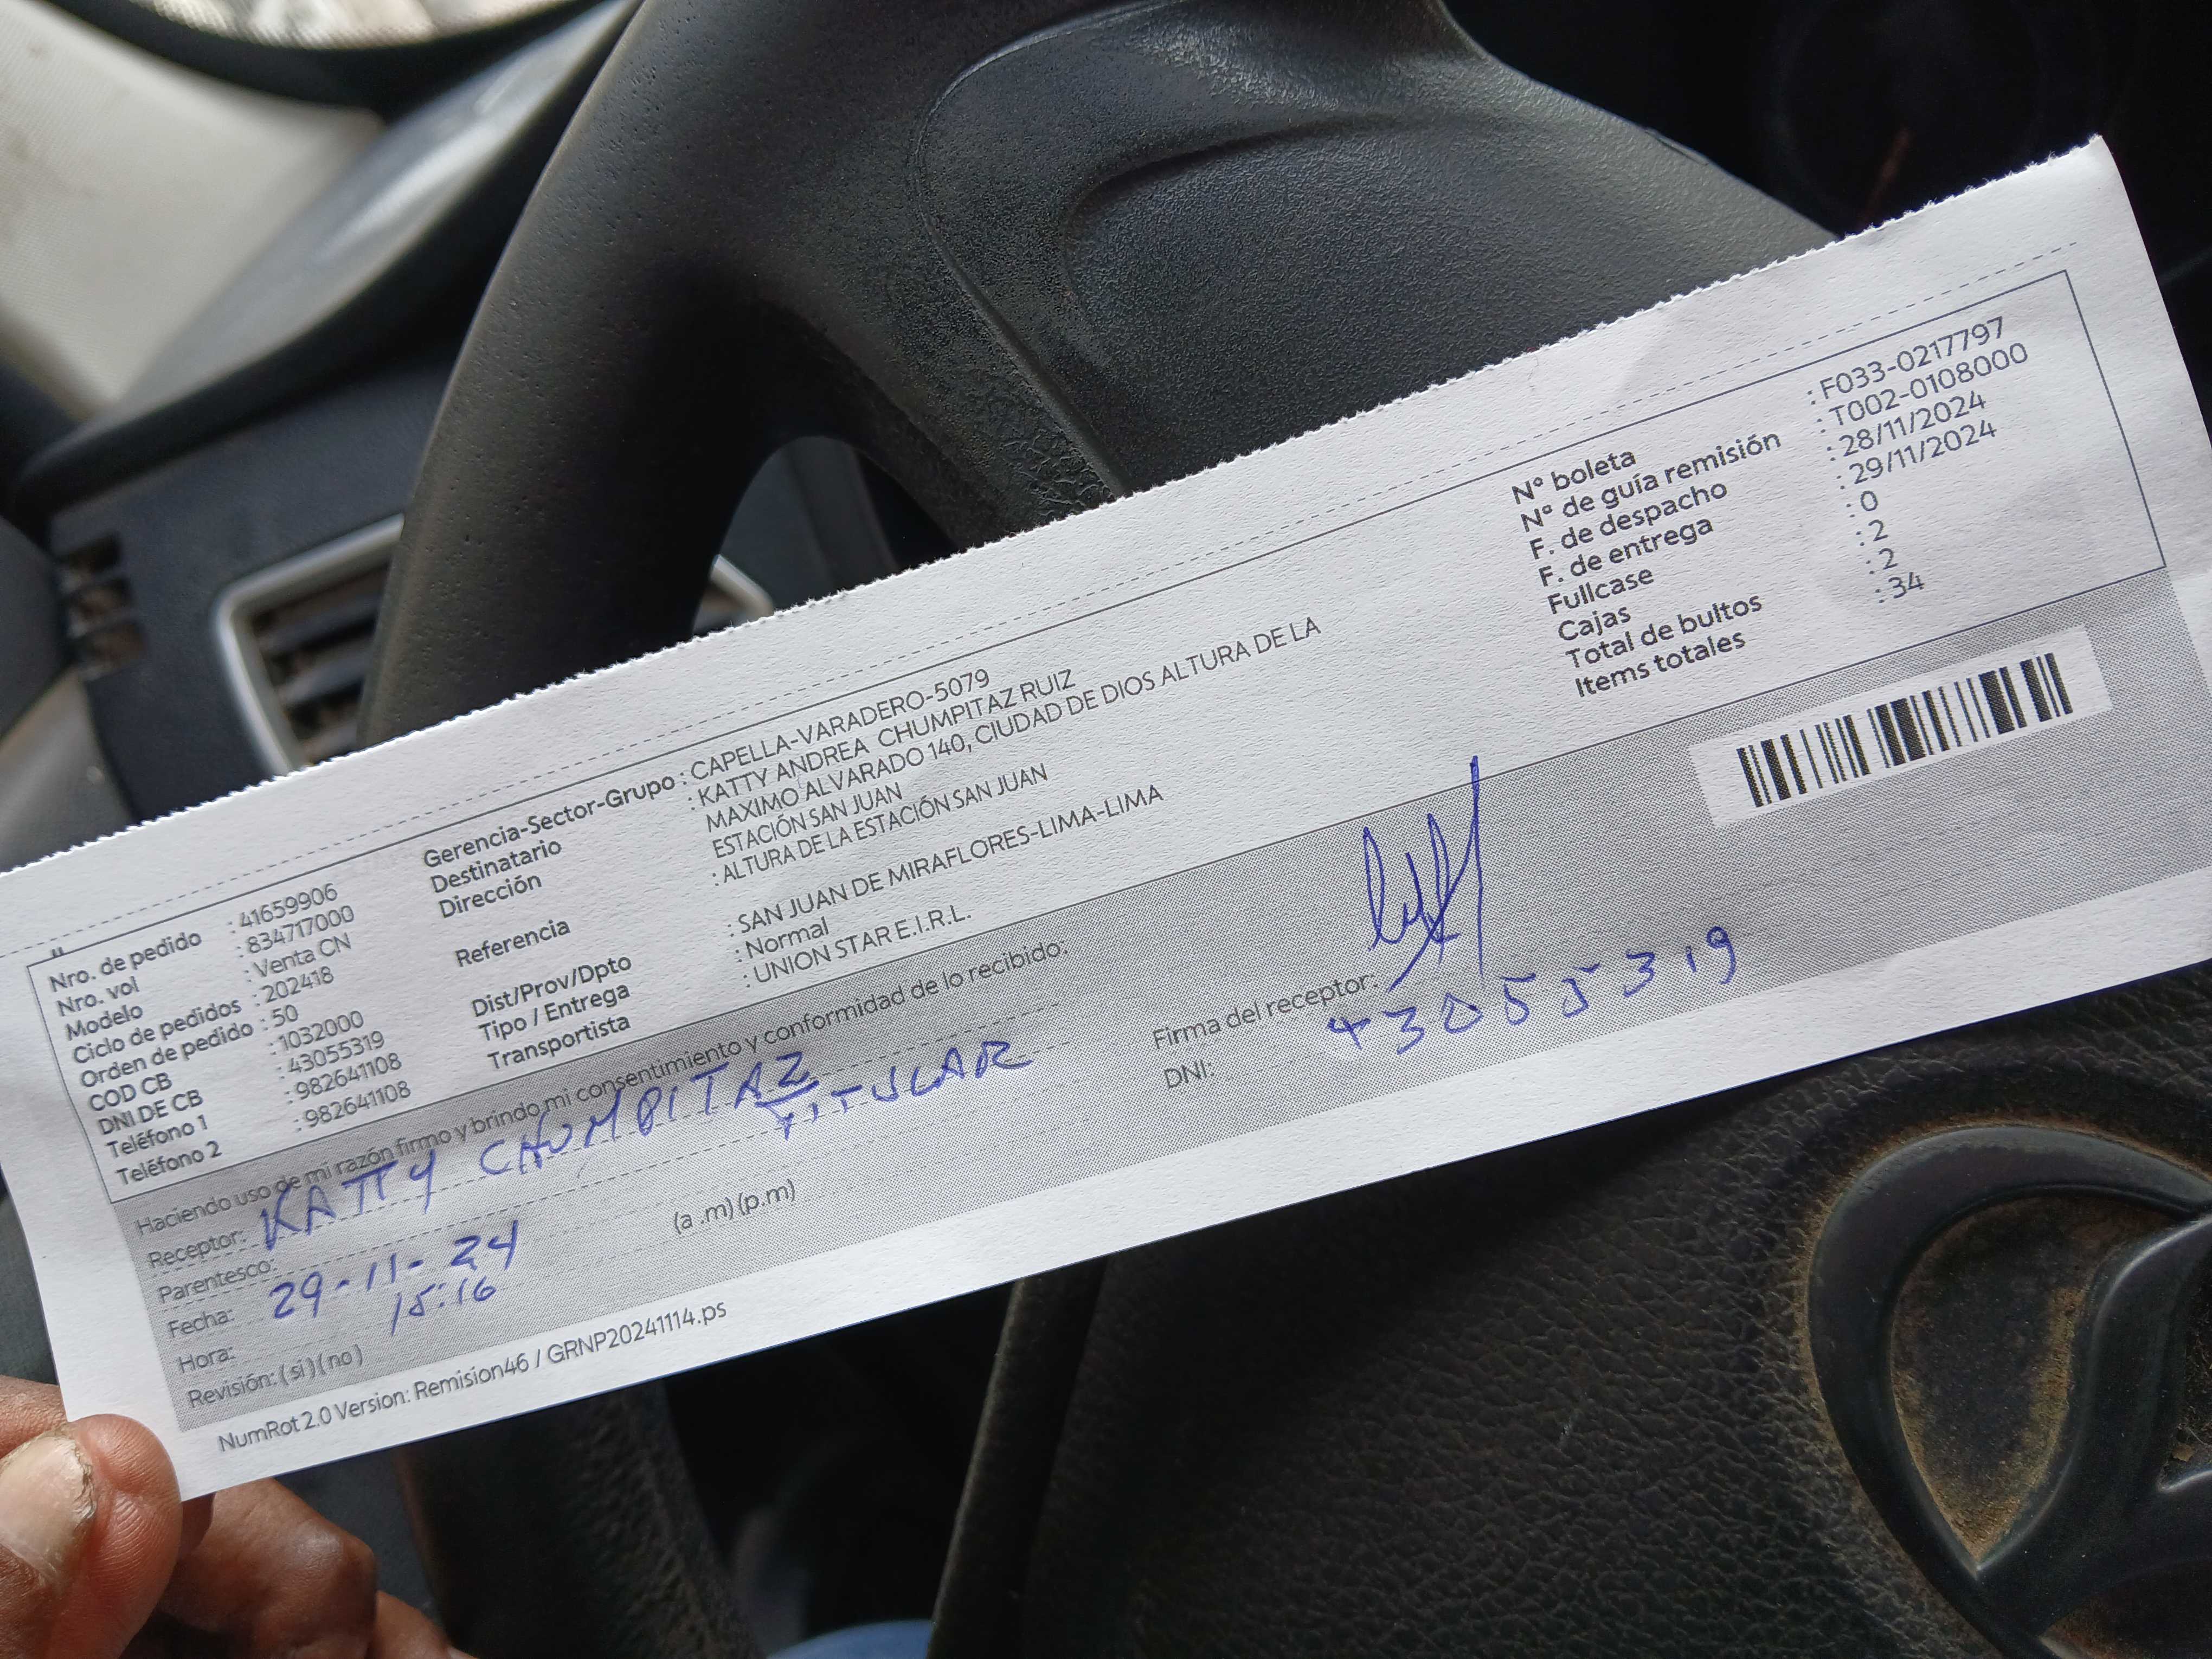 Nro. de pedido : 41659906
Nro. vol : 834717000
Modelo : Venta CN
Ciclo de pedidos : 202418
Orden de pedido : 50
COD CB : 1032000
DNI DE CB : 43055319
Teléfono 1 : 982641108
Teléfono 2 : 982641108
Gerencia-Sector-Grupo : CAPELLA-VARADERO-5079
Destinatario : KATTY ANDREA CHUMPITAZ RUIZ
Dirección MAXIMO ALVARADO 140, CIUDAD DE DIOS ALTURA DE LA
ESTACIÓN SAN JUAN
Referencia : ALTURA DE LA ESTACIÓN SAN JUAN
Dist/Prov/Dpto : SAN JUAN DE MIRAFLORES-LIMA-LIMA
Tipo / Entrega : Normal
Transportista : UNION STAR E.I.R.L.
N° boleta : F033-0217797
N° de guía remisión : T002-0108000
F. de despacho : 28/11/2024
F. de entrega : 29/11/2024
Fullcase : 0
Cajas : 2
Total de bultos : 2
Items totales : 34
Haciendo uso de mi razón firmo y brindo mi consentimiento y conformidad de lo recibido:
Receptor: KATTY CHUMPITAZ
Parentesco: TITULAR
Fecha: 29-11-24
Hora: 15:16 (a .m) (p.m)
Revisión: ( si ) ( no )
Firma del receptor:
DNI: 43055319
NumRot 2.0 Version: Remision46 / GRNP20241114.ps